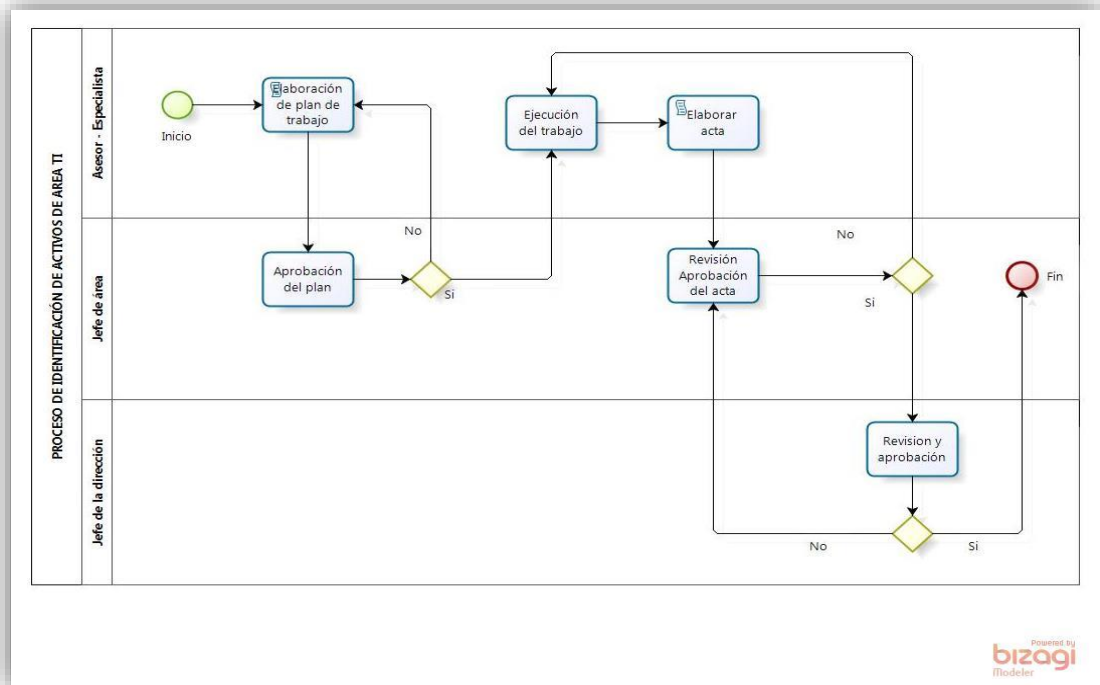 PROCESO DE IDENTIFICACIÓN DE ACTIVOS DE AREA TI
Asesor - Especialista
Inicio
Elaboración
de plan de
trabajo
Ejecución
del trabajo
Elaborar
acta
Jefe de área
Aprobación
del plan
No
Si
Revisión
Aprobación
del acta
No
Si
Fin
Jefe de la dirección
Revision y
aprobación
No
Si
Powered by
bizagi
Modeler